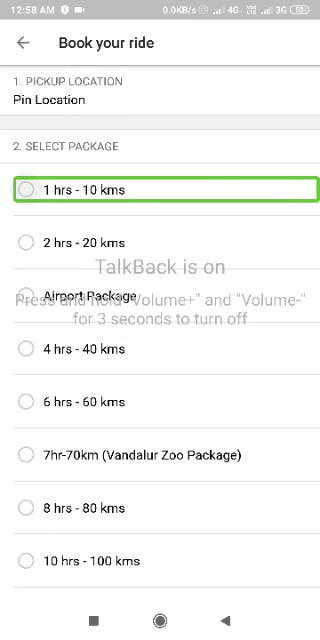 12:58 AM 0.0KB/s 4G VoLTE 3G 50
Book your ride
1. PICKUP LOCATION
Pin Location
2. SELECT PACKAGE
1 hrs - 10 kms
2 hrs - 20 kms
TalkBack is on
Airport Package
Press and hold "Volume+" and "Volume-"
for 3 seconds to turn off
4 hrs - 40 kms
6 hrs - 60 kms
7hr-70km (Vandalur Zoo Package)
8 hrs - 80 kms
10 hrs - 100 kms